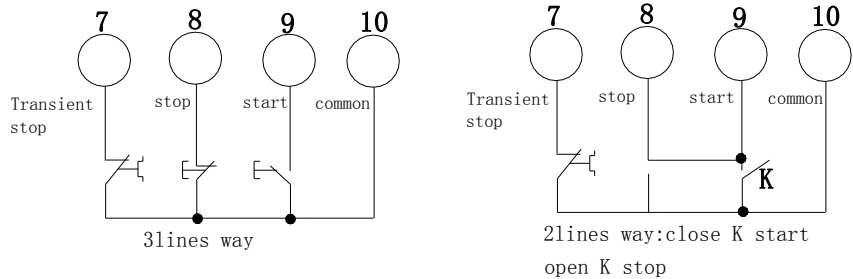 7 8 9 10
Transient stop start common
stop
3lines way
7 8 9 10
Transient stop start common
stop
K
2lines way:close K start
open K stop